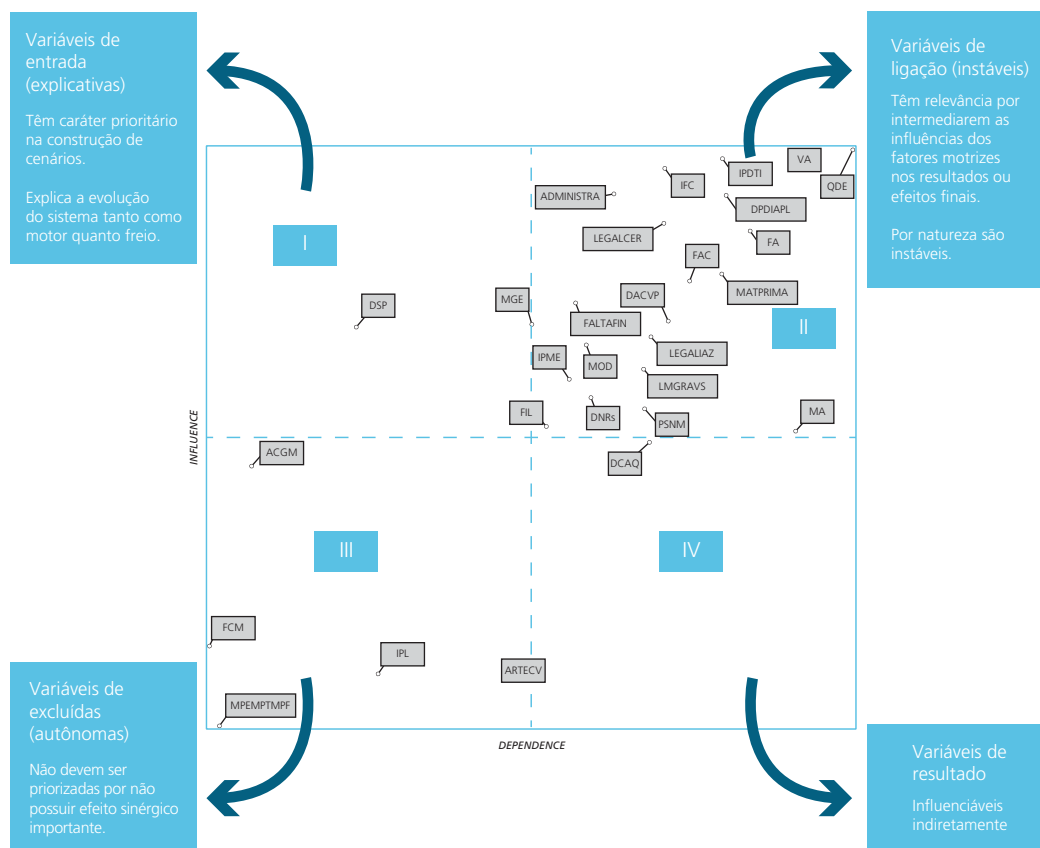 Variáveis de
entrada
(explicativas)
Têm caráter prioritário
na construção de
cenários.
Explica a evolução
do sistema tanto como
motor quanto freio.
Variáveis de
ligação (instáveis)
Têm relevância por
intermediarem as
influências dos
fatores motrizes
nos resultados ou
efeitos finais.
Por natureza são
instáveis.
VA
IPDTI
IFC
QDE
ADMINISTRA
DPDIAPL
LEGALCER
FA
I
FAC
MATPRIMA
DACVP
MGE
DSP
FALTAFIN
II
LEGALIAZ
IPME
MOD
LMGRAVS
FIL
MA
DNRs
PSNM
INFLUENCE
ACGM
DCAQ
III
IV
FCM
IPL
ARTECV
MPEMPTMPF
DEPENDENCE
Variáveis de
excluídas
(autônomas)
Não devem ser
priorizadas por não
possuir efeito sinérgico
importante.
Variáveis de
resultado
Influenciáveis
indiretamente